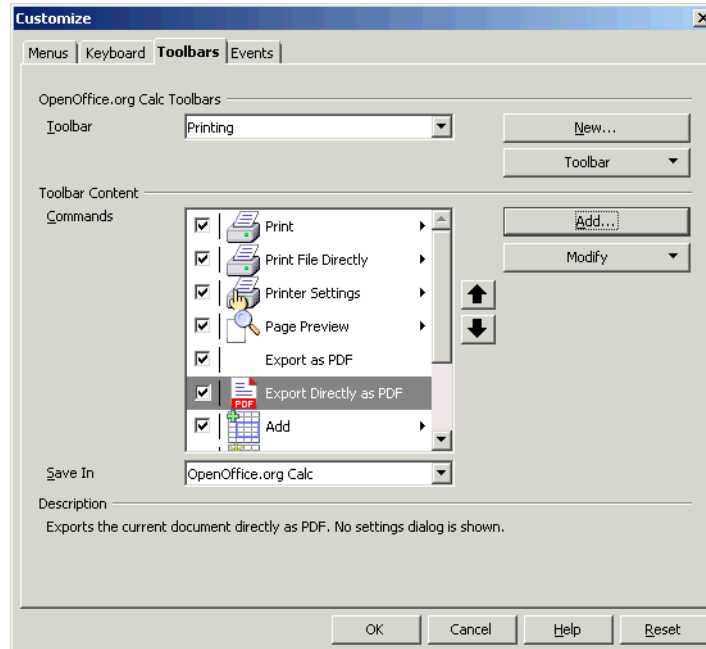 Customize
Menus Keyboard Toolbars Events
OpenOffice.org Calc Toolbars
Toolbar Printing New...
Toolbar
Toolbar Content
Commands Print Add...
Print File Directly Modify
Printer Settings
Page Preview
Export as PDF
PDF Export Directly as PDF
Add
Save In OpenOffice.org Calc
Description
Exports the current document directly as PDF. No settings dialog is shown.
OK Cancel Help Reset